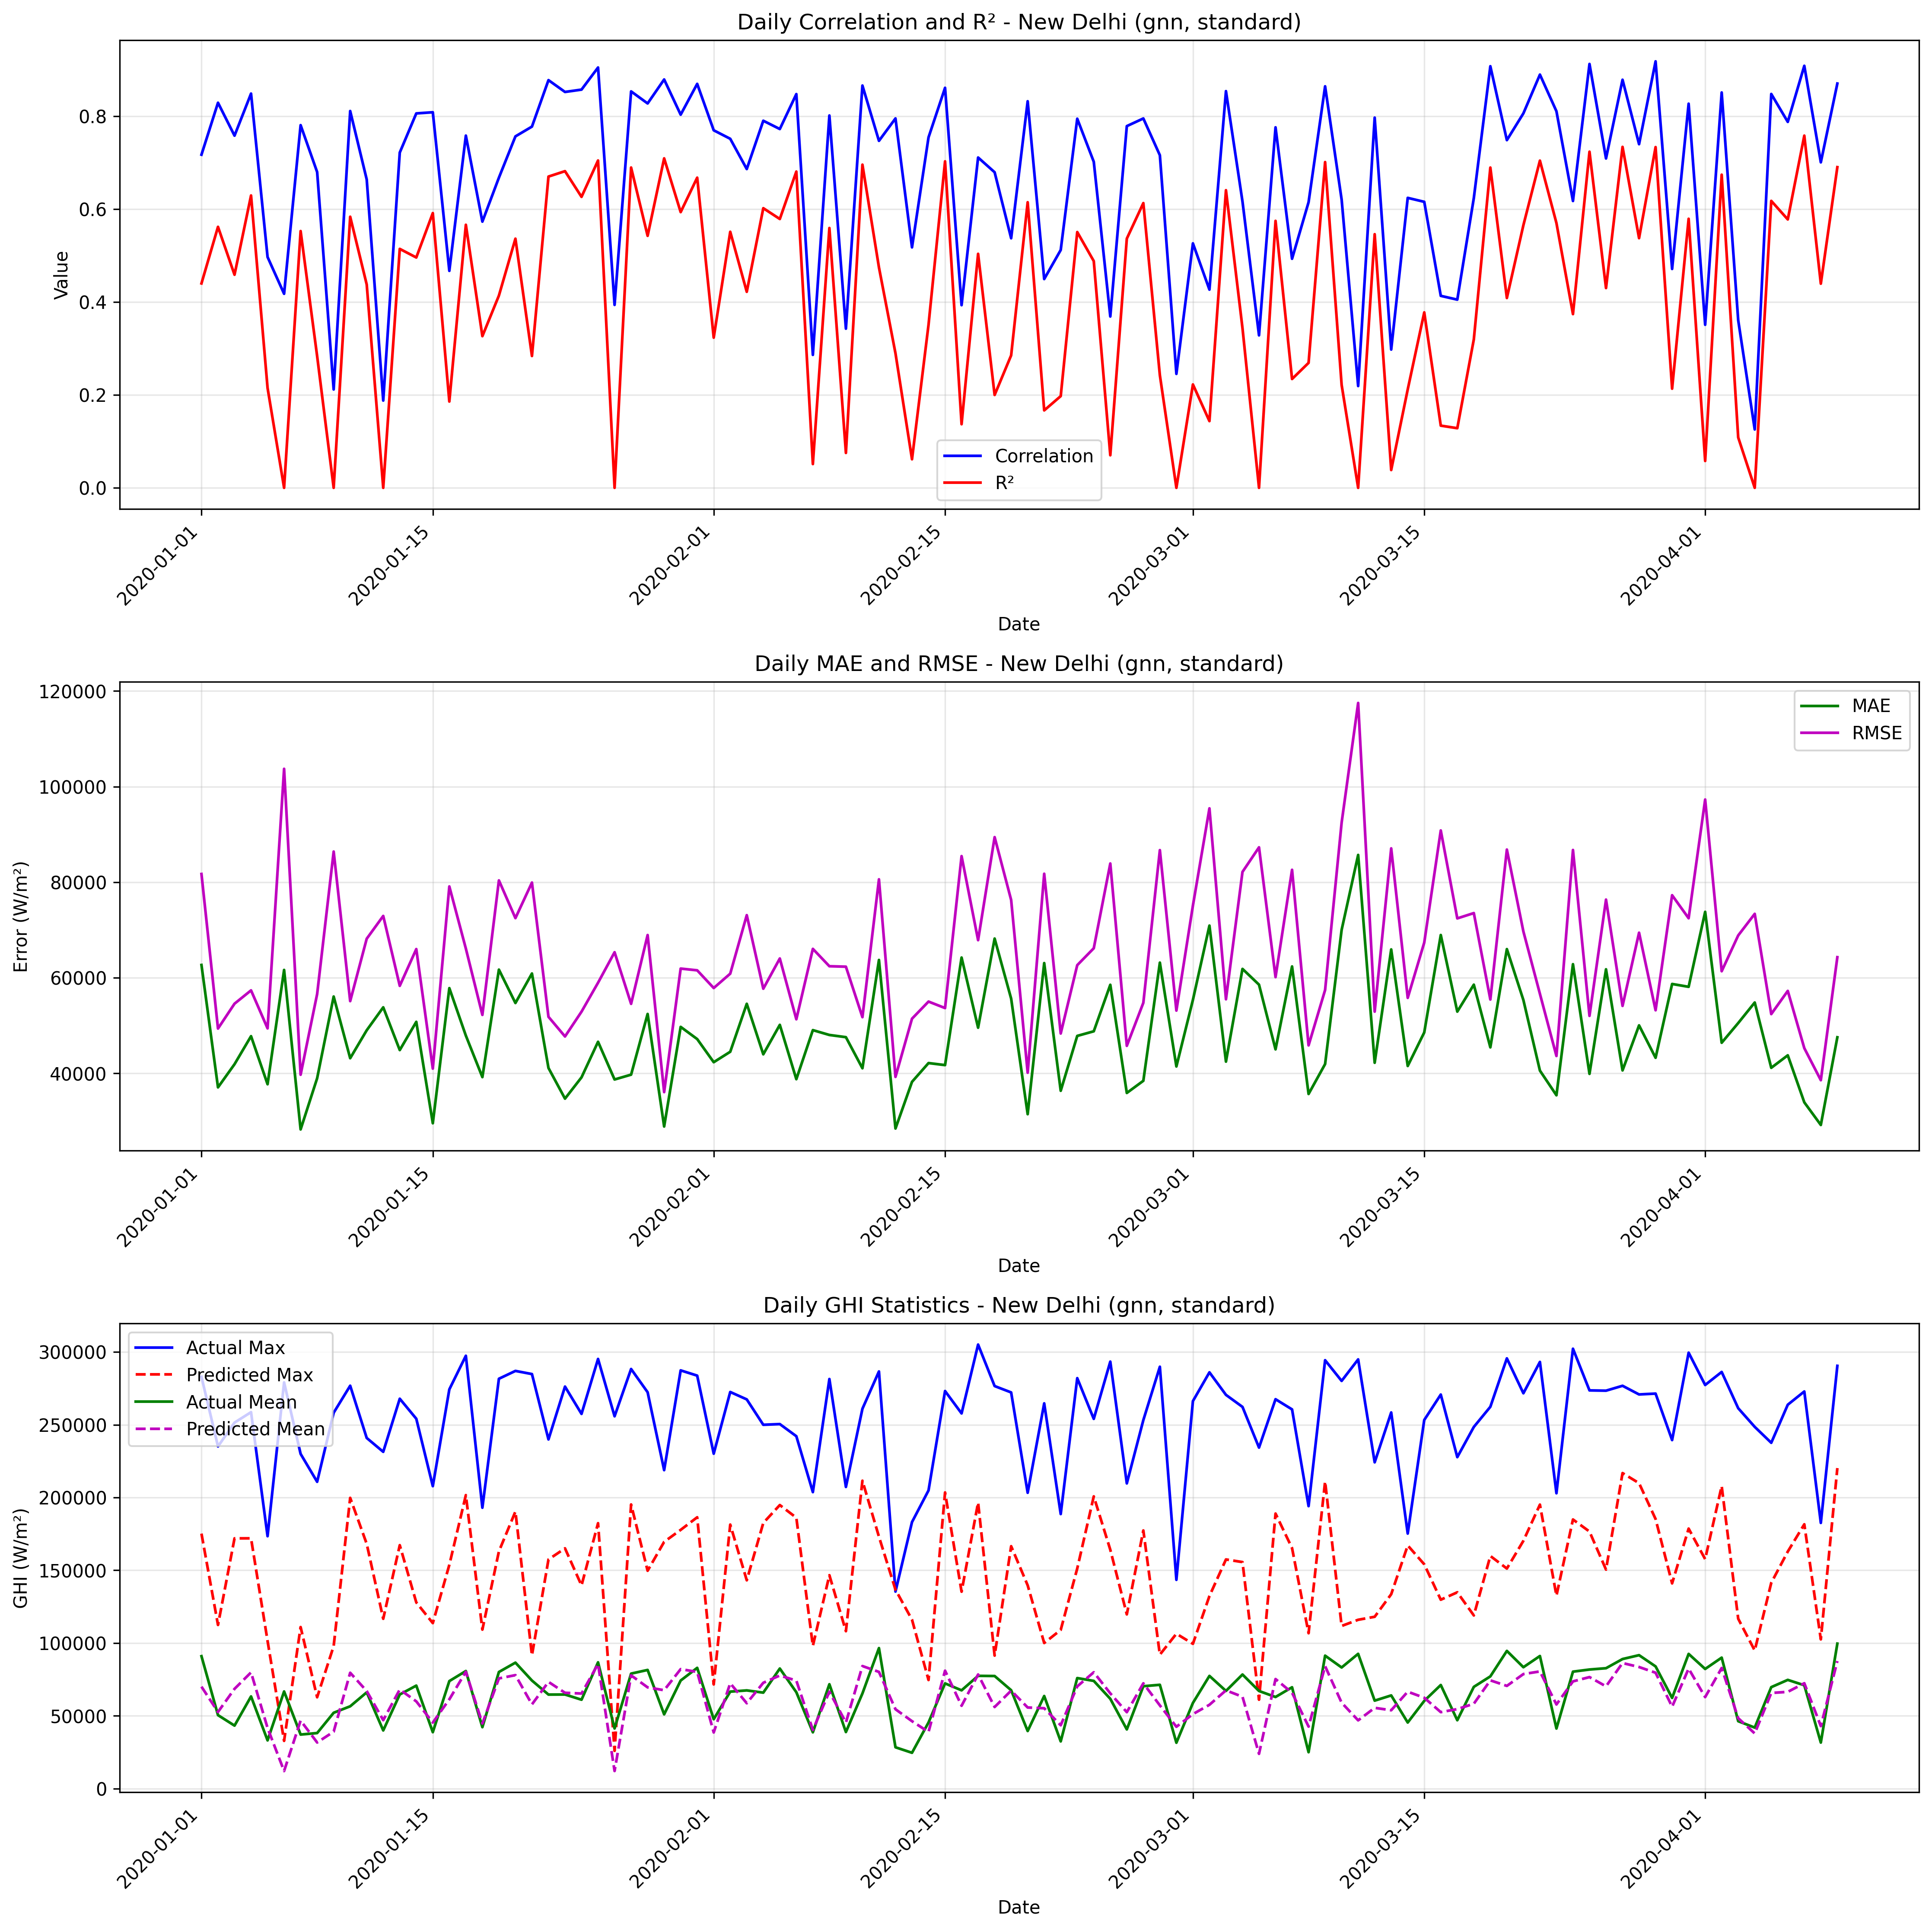 Daily Correlation and R² - New Delhi (gnn, standard)
Value
0.8
0.6
0.4
0.2
0.0
Correlation
R²
2020-01-01
2020-01-15
2020-02-01
2020-02-15
2020-03-01
2020-03-15
2020-04-01
Date
Daily MAE and RMSE - New Delhi (gnn, standard)
Error (W/m²)
120000
100000
80000
60000
40000
MAE
RMSE
2020-01-01
2020-01-15
2020-02-01
2020-02-15
2020-03-01
2020-03-15
2020-04-01
Date
Daily GHI Statistics - New Delhi (gnn, standard)
GHI (W/m²)
300000
250000
200000
150000
100000
50000
0
Actual Max
Predicted Max
Actual Mean
Predicted Mean
2020-01-01
2020-01-15
2020-02-01
2020-02-15
2020-03-01
2020-03-15
2020-04-01
Date